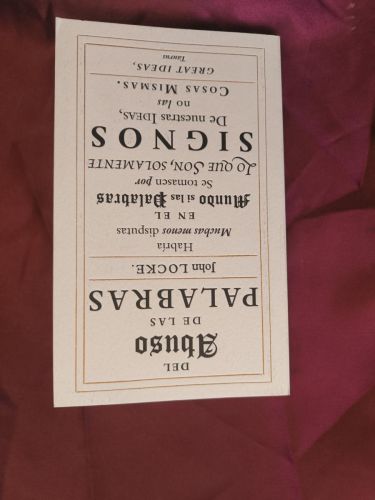 DEL
Abuso
DE LAS
PALABRAS
John LOCKE.
Habría
Muchas menos disputas
EN EL
Mundo si las Palabras
Se tomasen por
LO QUE SON, SOLAMENTE
SIGNOS
De nuestras IDEAS,
no las
COSAS MISMAS.
GREAT IDEAS,
Taurus